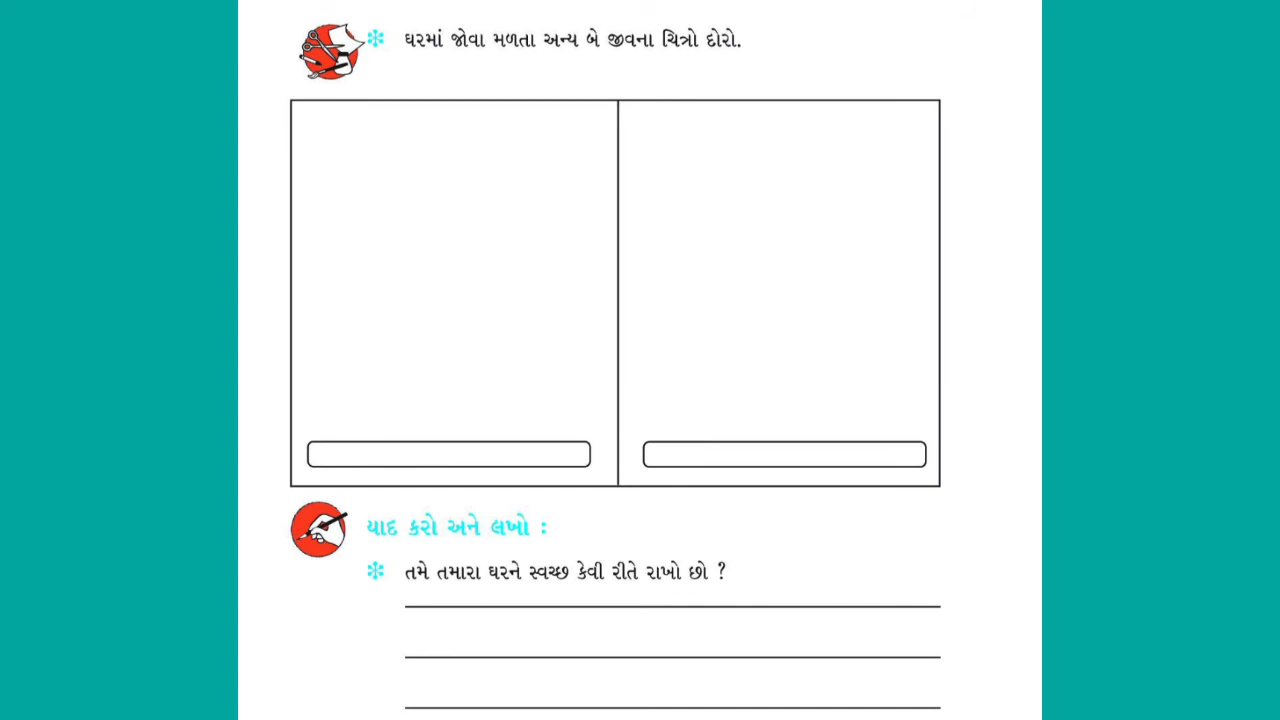 ઘરમાં જોવા મળતા અન્ય બે જીવના ચિત્રો દોરો.
યાદ કરો અને લખો :
તમે તમારા ઘરને સ્વચ્છ કેવી રીતે રાખો છો ?